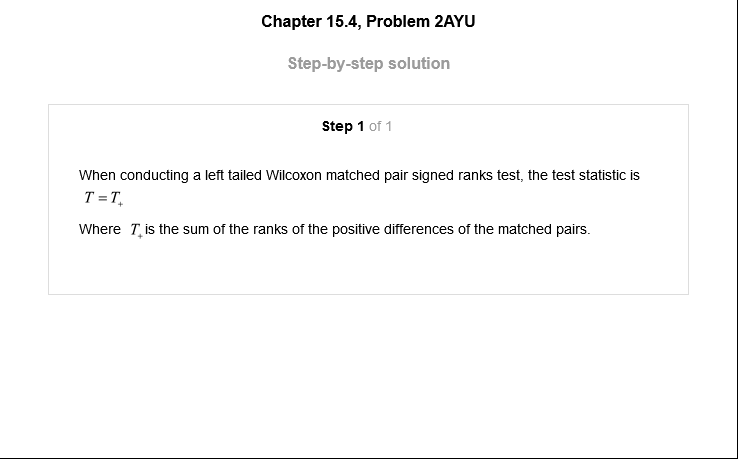 Chapter 15.4, Problem 2AYU
Step-by-step solution
Step 1 of 1
When conducting a left tailed Wilcoxon matched pair signed ranks test, the test statistic is
T = T₊
Where T₊ is the sum of the ranks of the positive differences of the matched pairs.